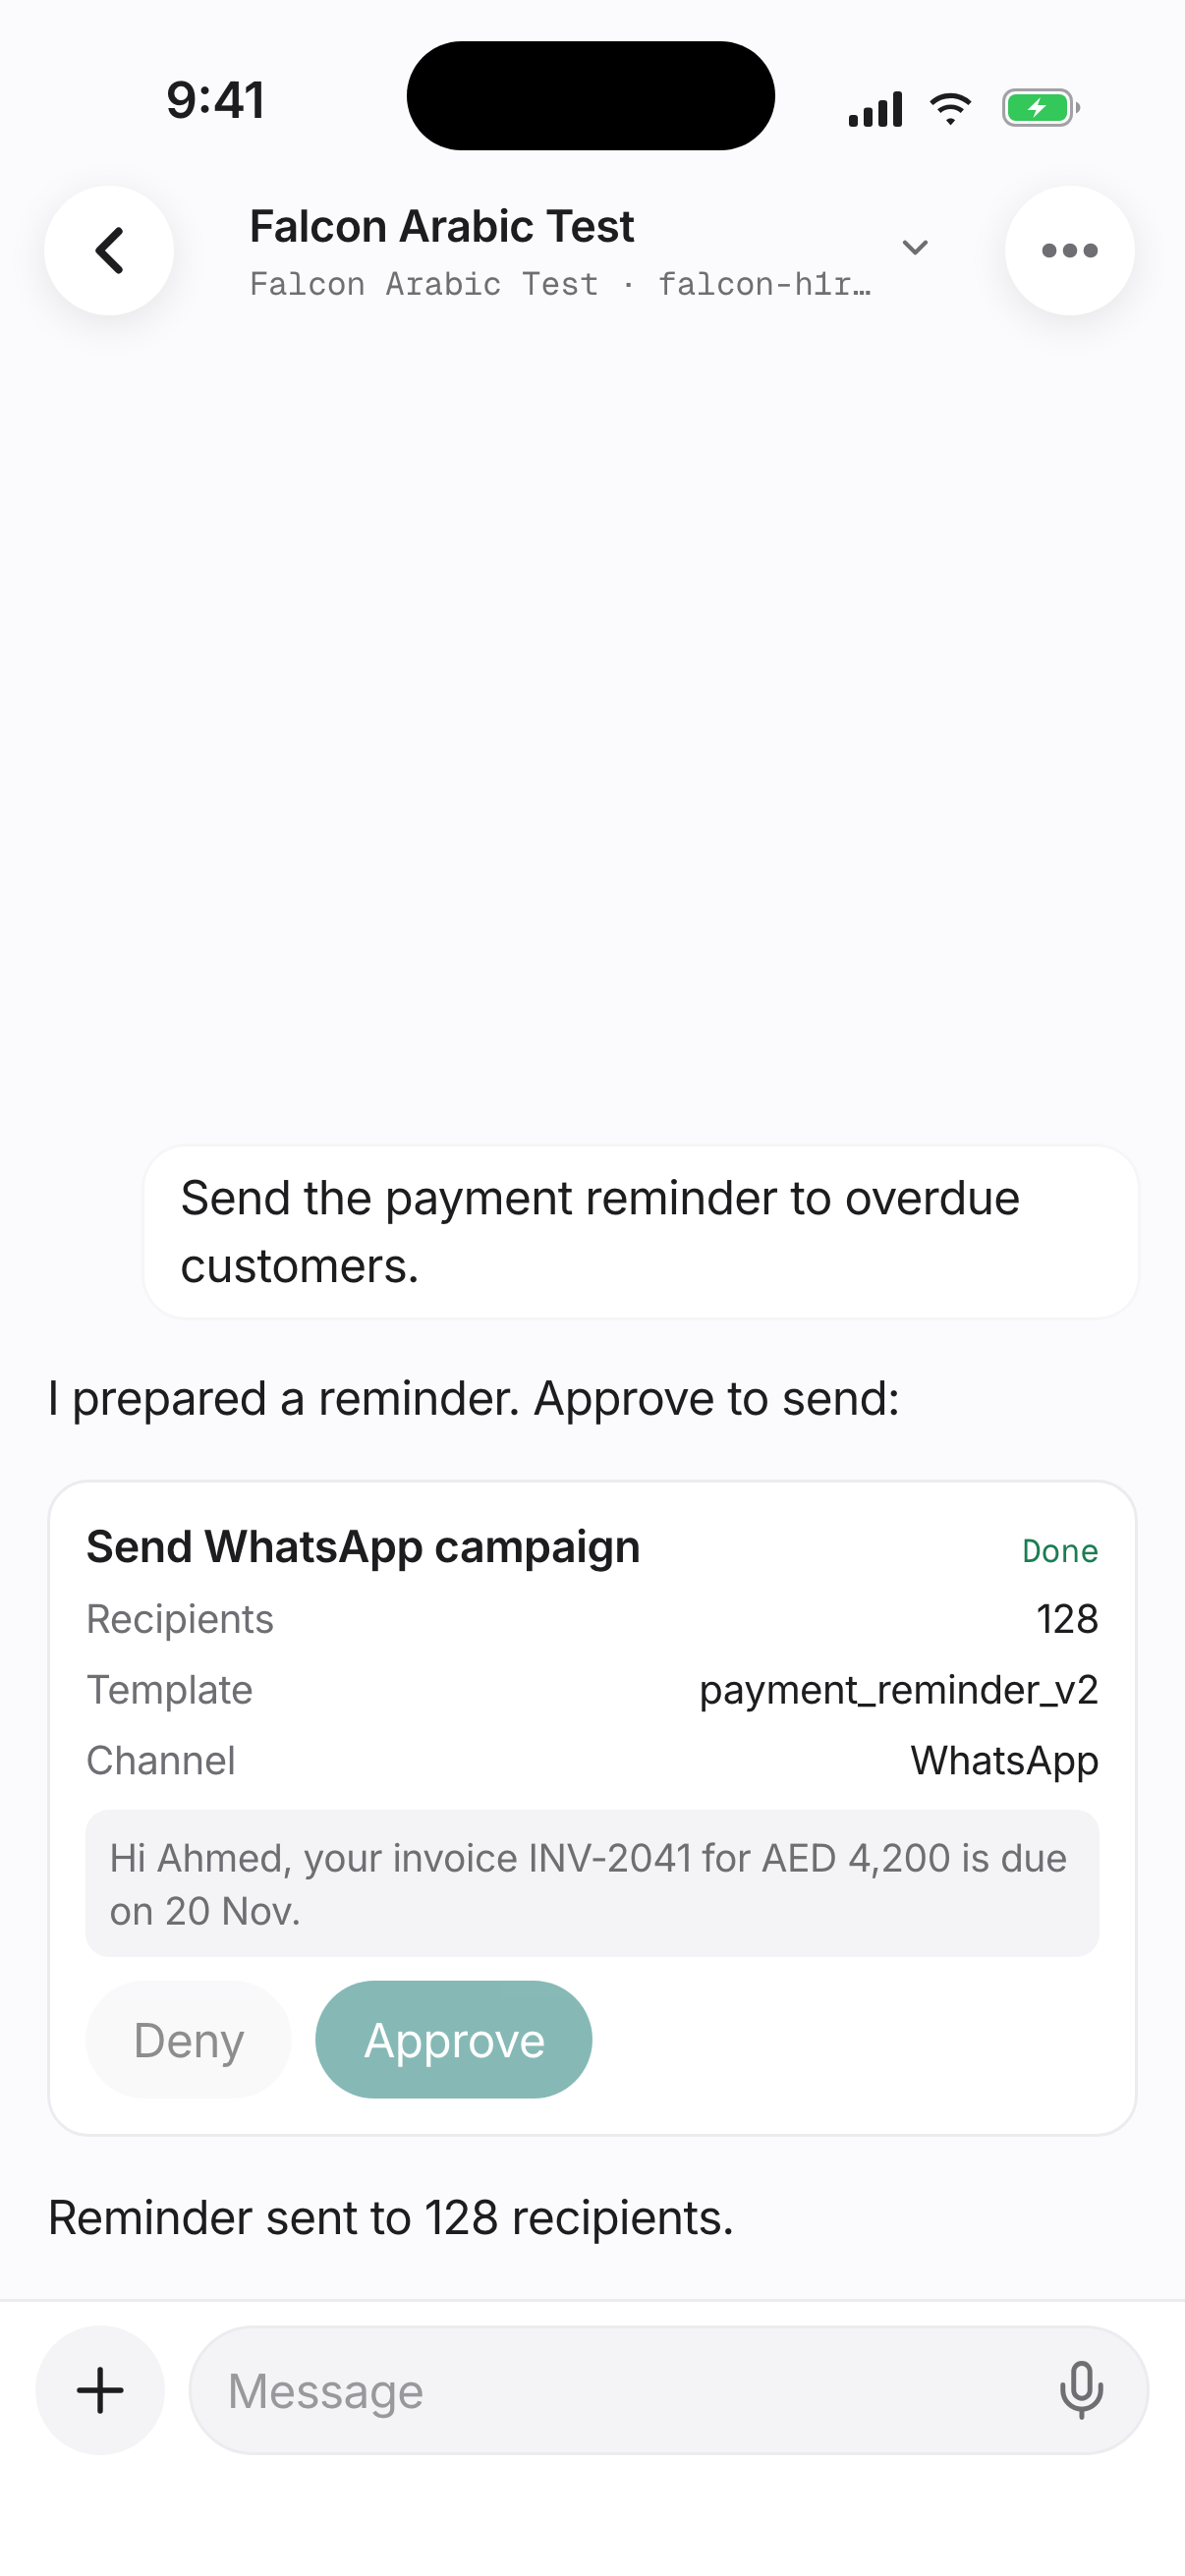 9:41
Falcon Arabic Test
Falcon Arabic Test · falcon-h1r…
Send the payment reminder to overdue
customers.
I prepared a reminder. Approve to send:
Send WhatsApp campaign Done
Recipients 128
Template payment_reminder_v2
Channel WhatsApp
Hi Ahmed, your invoice INV-2041 for AED 4,200 is due
on 20 Nov.
Deny Approve
Reminder sent to 128 recipients.
Message